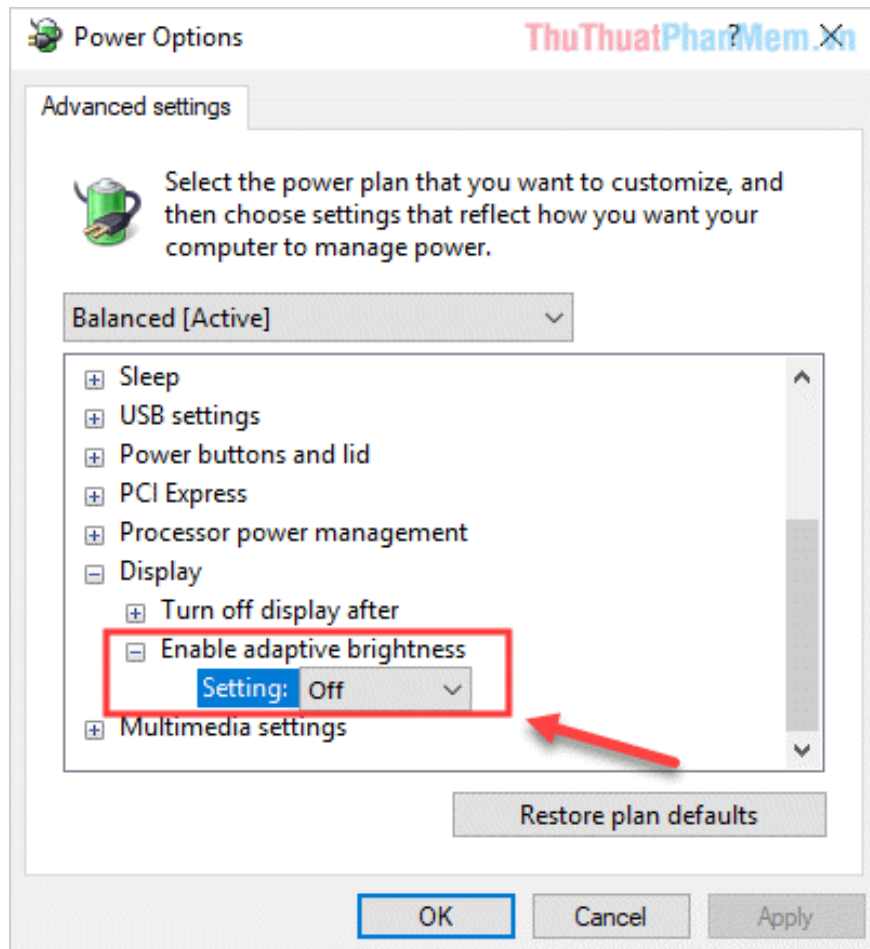 Power Options
ThuThuatPhanMem.vn
Advanced settings
Select the power plan that you want to customize, and
then choose settings that reflect how you want your
computer to manage power.
Balanced [Active]
Sleep
USB settings
Power buttons and lid
PCI Express
Processor power management
Display
Turn off display after
Enable adaptive brightness
Setting: Off
Multimedia settings
Restore plan defaults
OK Cancel Apply